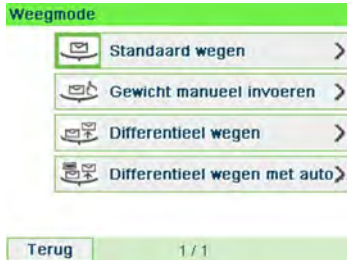 Weegmode
Standaard wegen
Gewicht manueel invoeren
Differentieel wegen
Differentieel wegen met auto
Terug 1 / 1